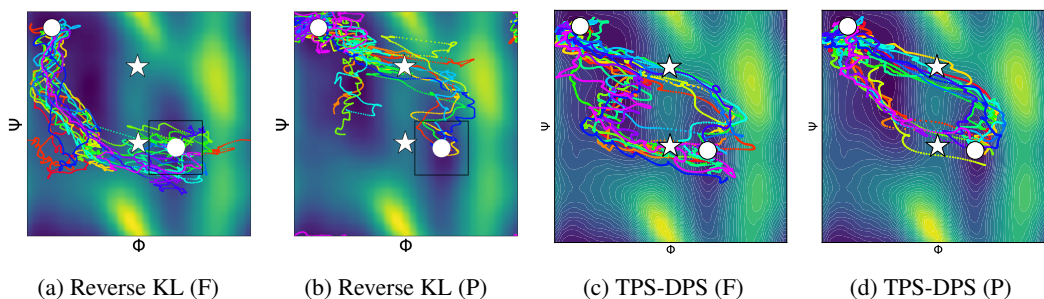 Ψ
Φ
Ψ
Φ
Ψ
Φ
Ψ
Φ
(a) Reverse KL (F)
(b) Reverse KL (P)
(c) TPS-DPS (F)
(d) TPS-DPS (P)